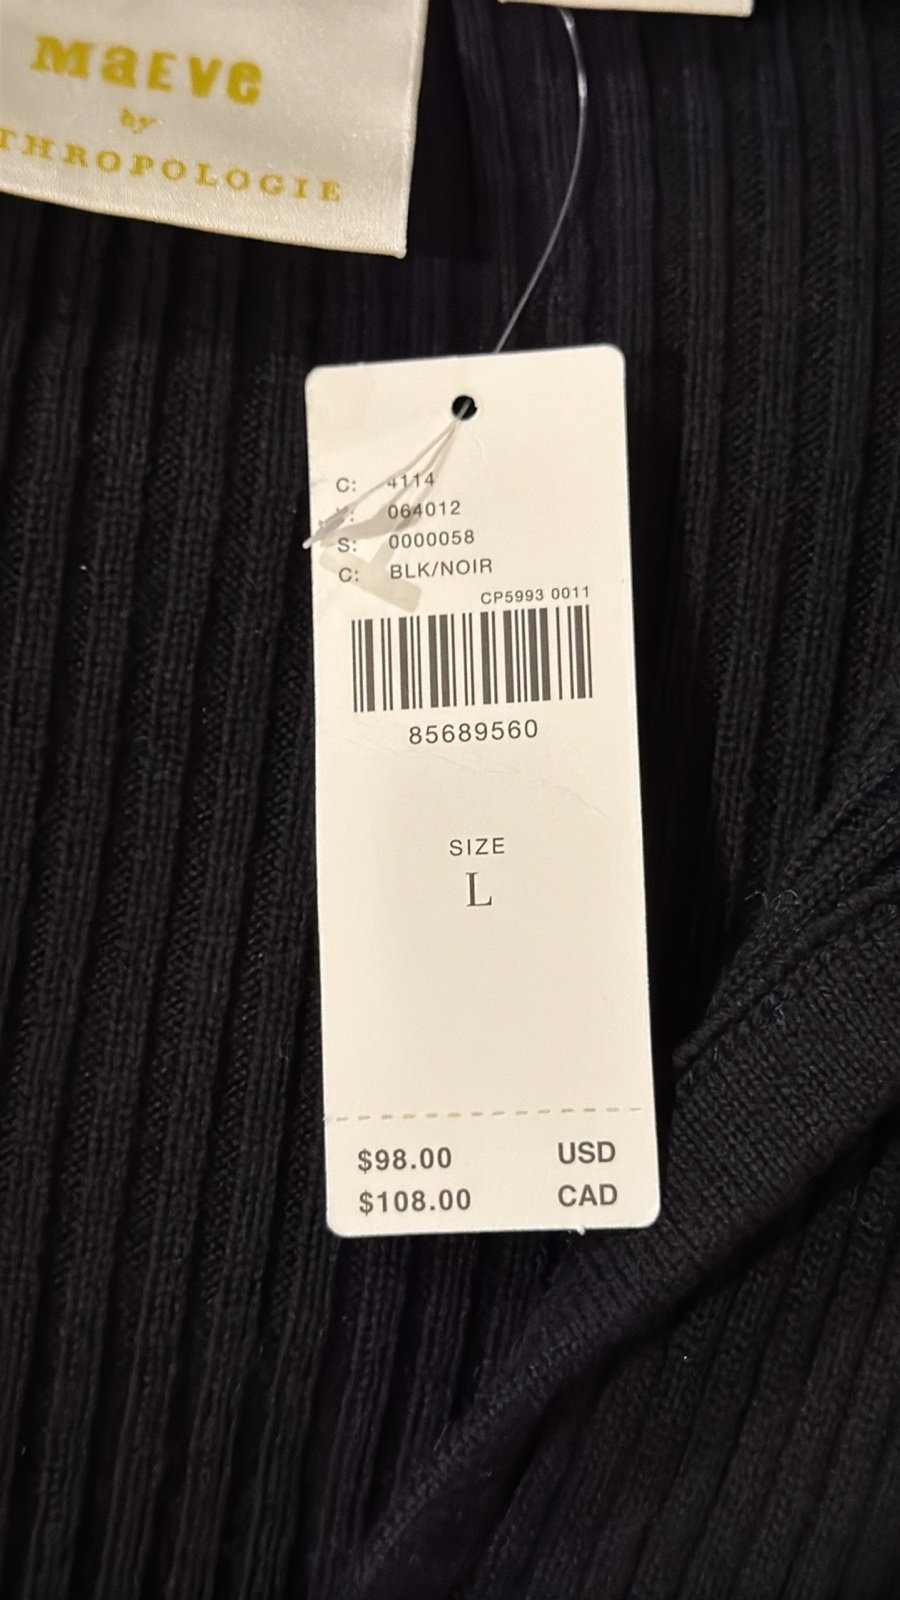 MaEVe
by
THROPOLOGIE
C: 4114
064012
S: 0000058
C: BLK/NOIR
CP5993 0011
85689560
SIZE
L
$98.00 USD
$108.00 CAD